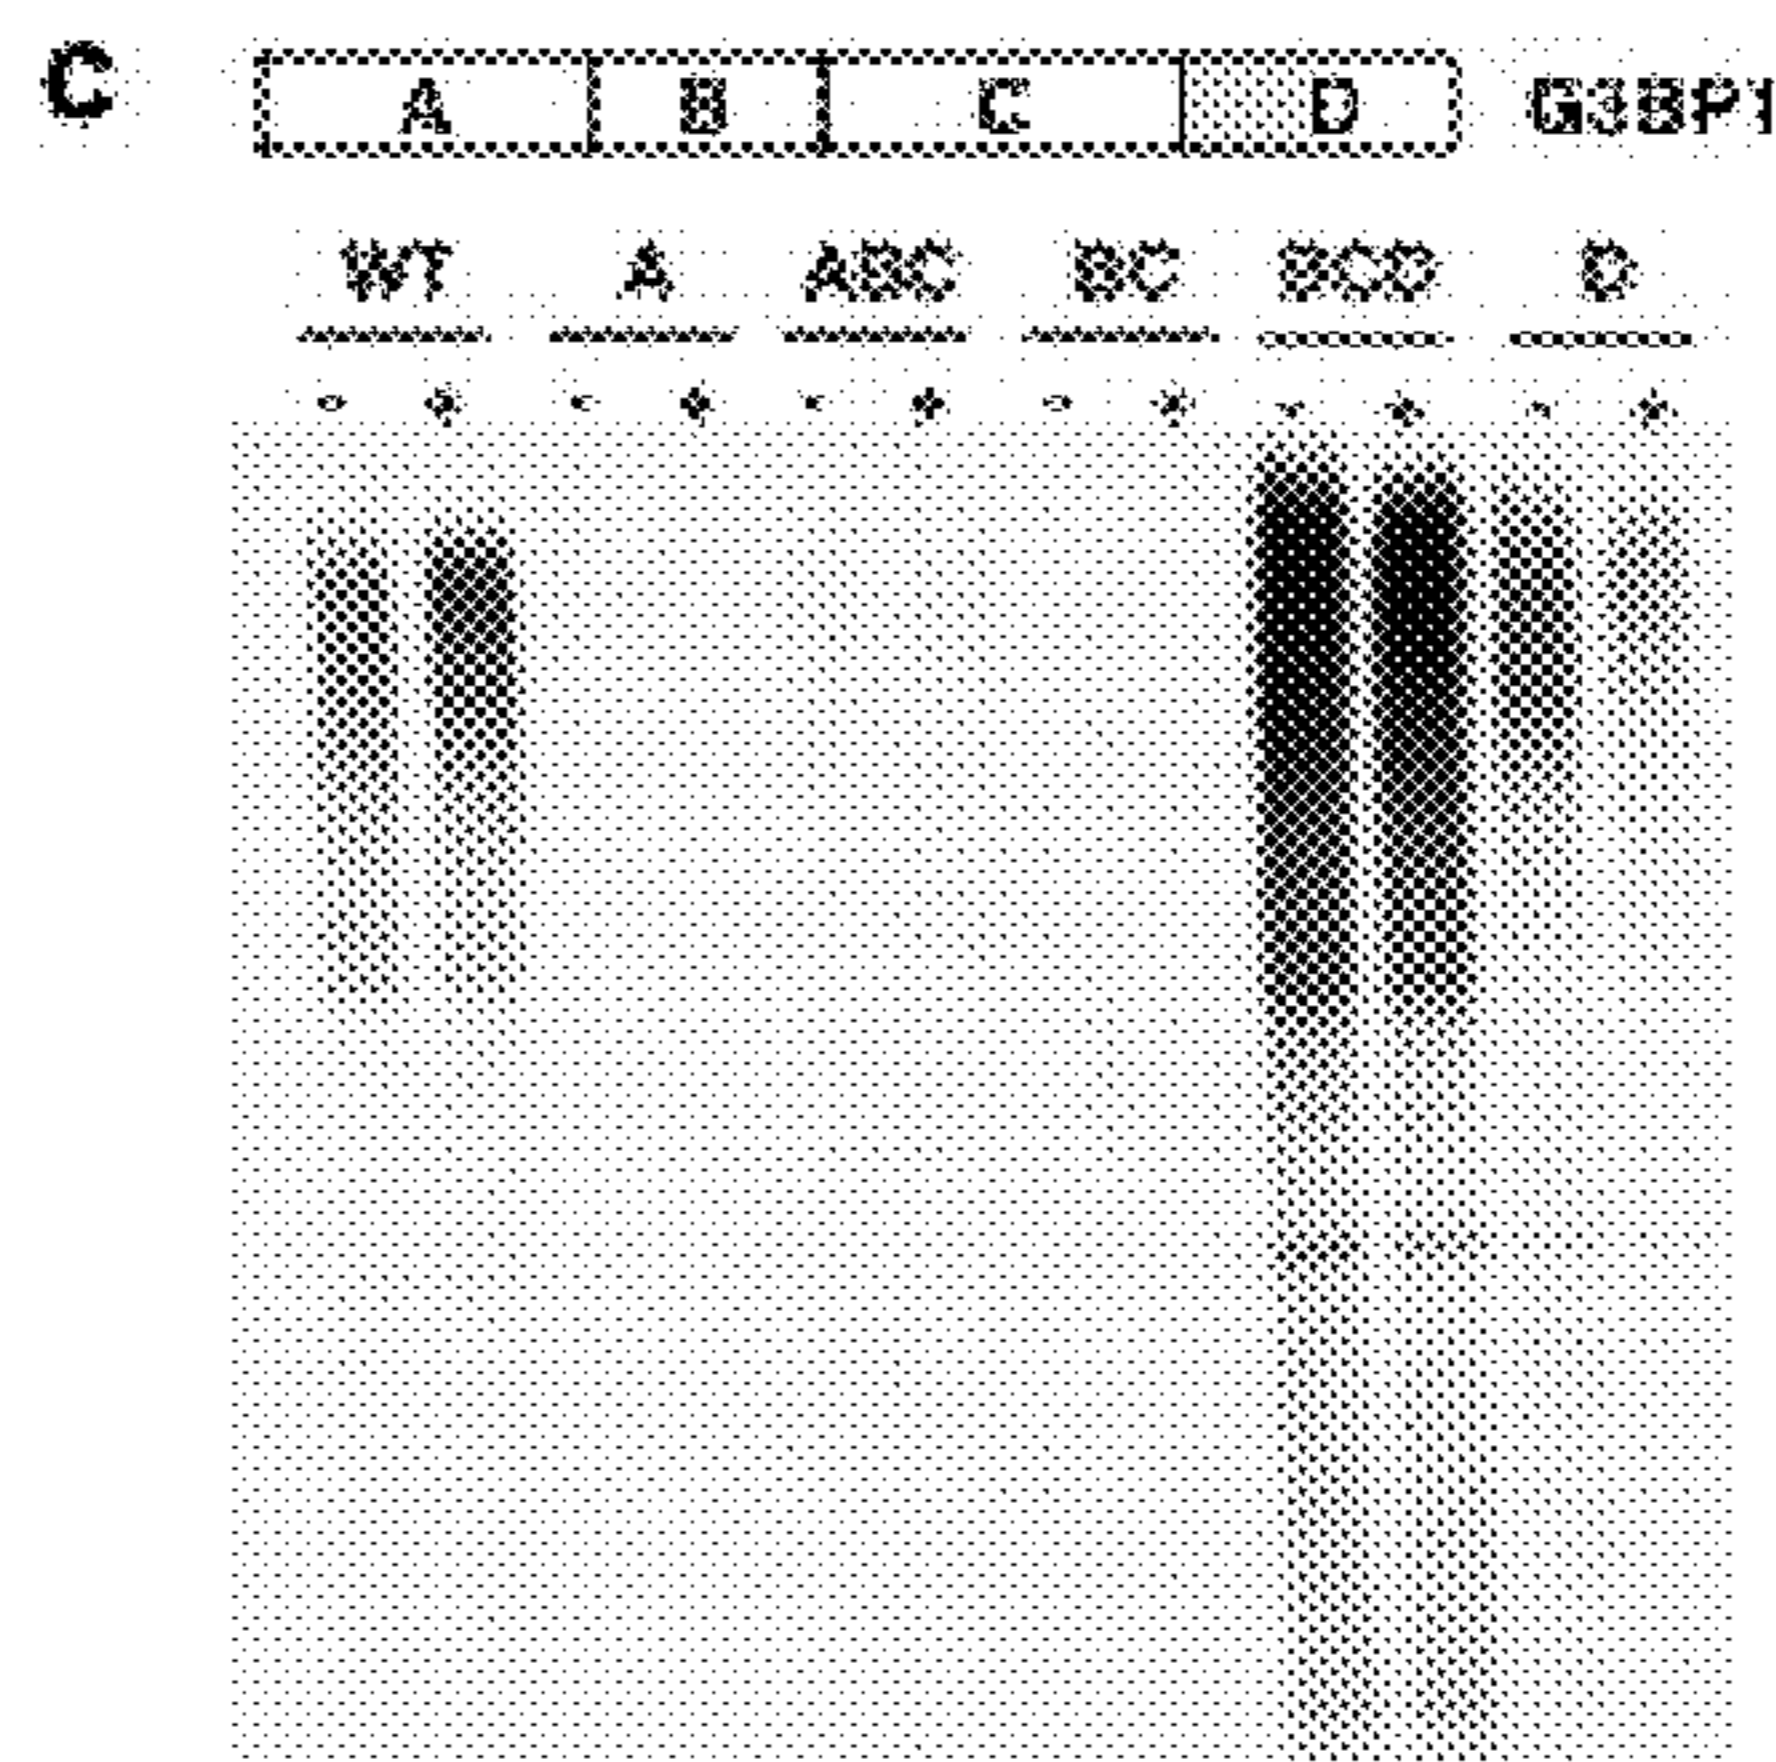 C A B C D G3BP1
WT A ABC BC BCD D
- + - + - + - + - + - +